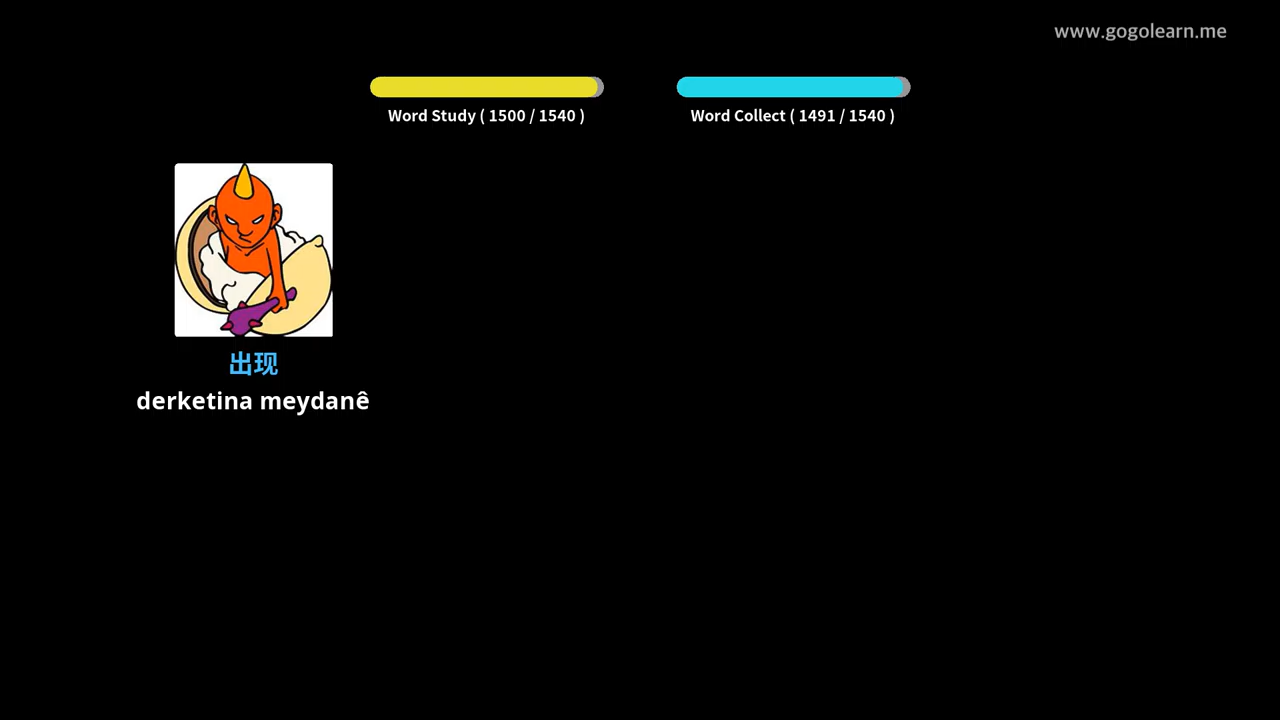 www.gogolearn.me
Word Study ( 1500 / 1540 )
Word Collect ( 1491 / 1540 )
出现
derketina meydanê